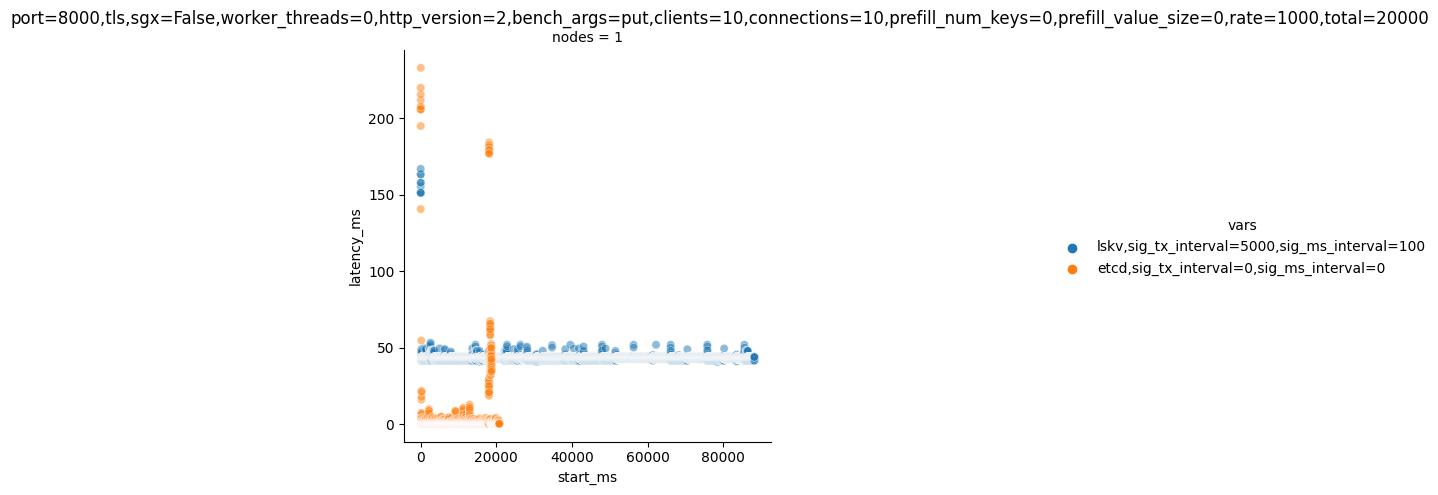 port=8000,tls,sgx=False,worker_threads=0,http_version=2,bench_args=put,clients=10,connections=10,prefill_num_keys=0,prefill_value_size=0,rate=1000,total=20000
nodes = 1
200
150
100
50
0
latency_ms
0
20000
40000
60000
80000
start_ms
vars
lskv,sig_tx_interval=5000,sig_ms_interval=100
etcd,sig_tx_interval=0,sig_ms_interval=0